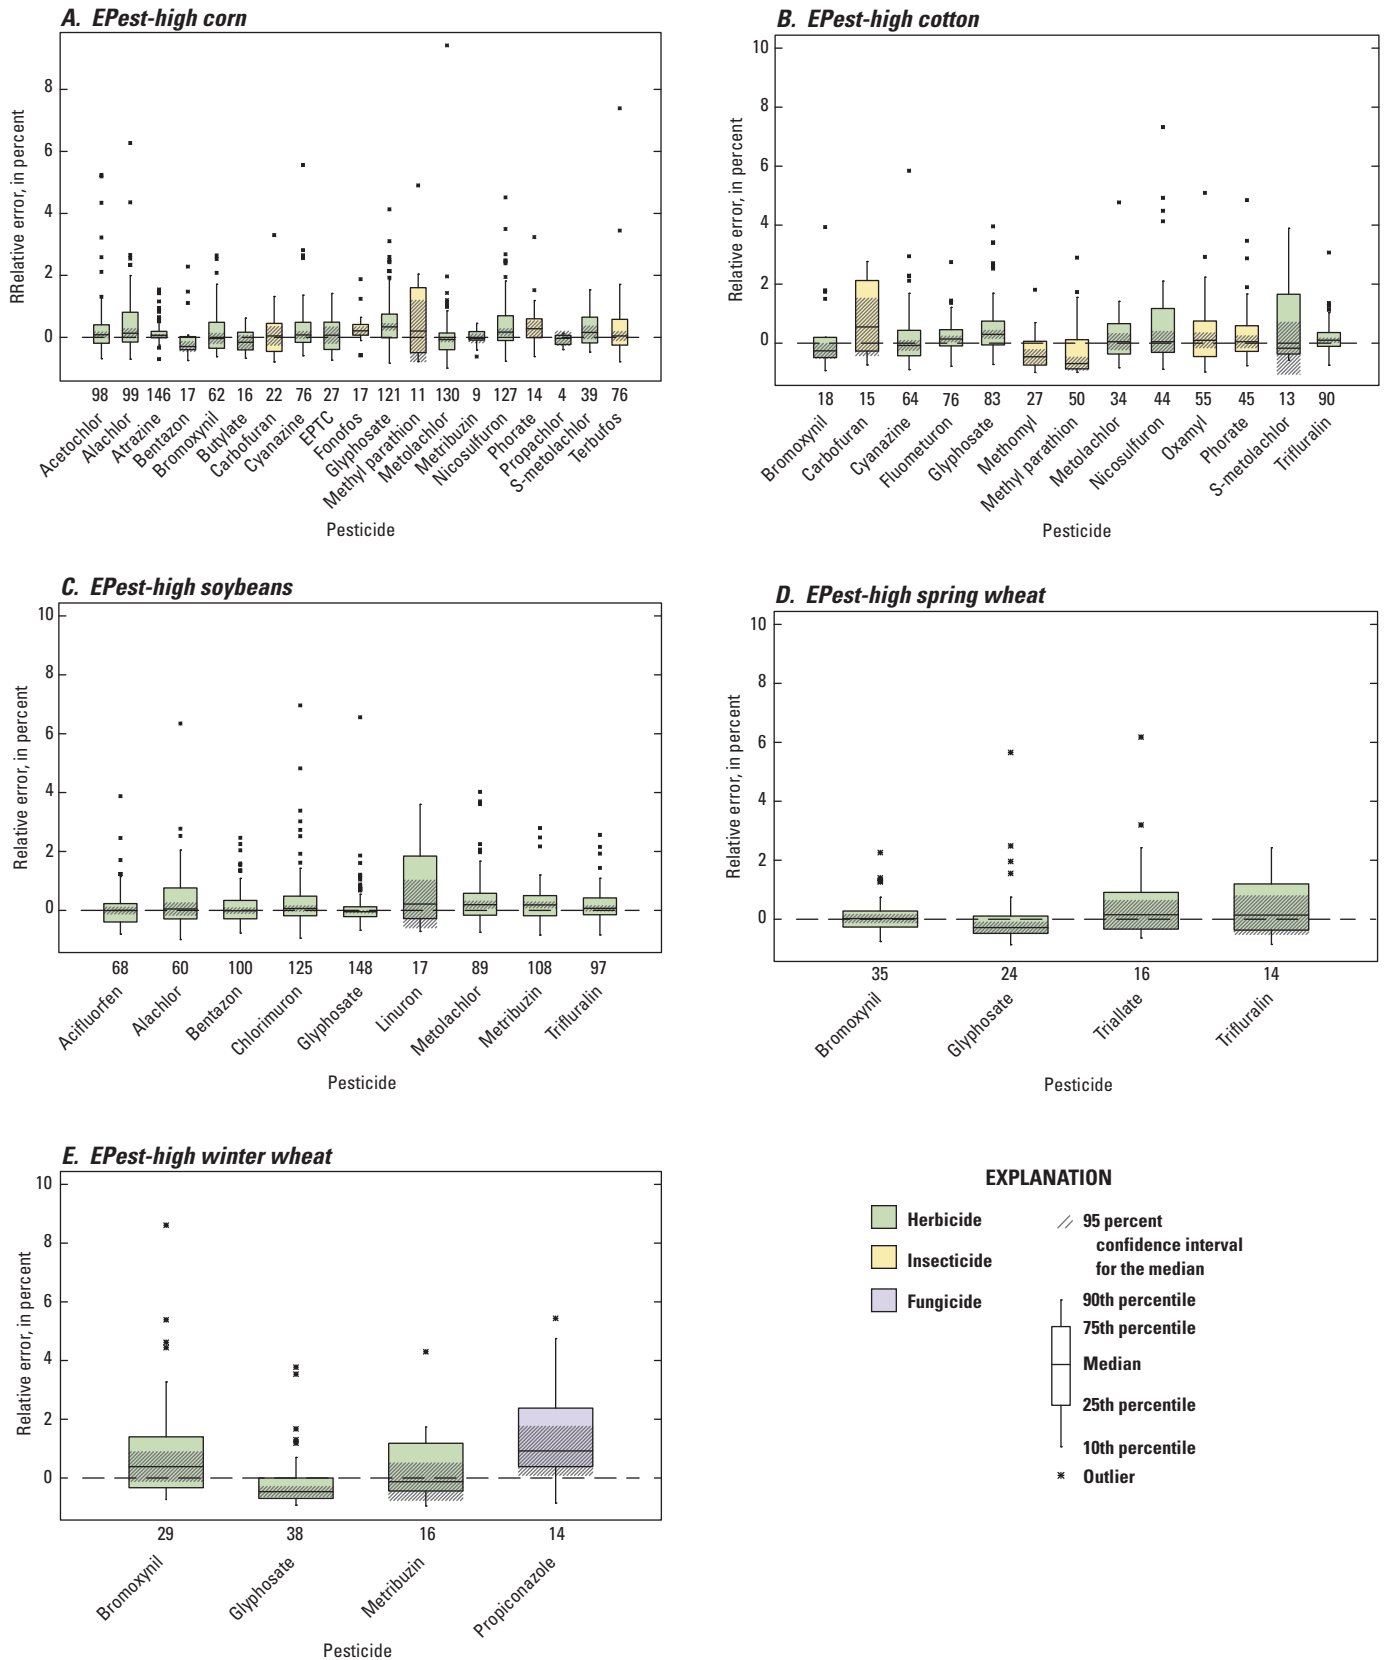 A. EPest-high corn
RRelative error, in percent
8
6
4
2
0
98 99 146 17 62 16 22 76 27 17 121 11 130 9 127 14 4 39 76
Acetochlor
Alachlor
Atrazine
Bentazon
Bromoxynil
Butylate
Carbofuran
Cyanazine
EPTC
Fonofos
Glyphosate
Methyl parathion
Metolachlor
Metribuzin
Nicosulfuron
Phorate
Propachlor
S-metolachlor
Terbufos
Pesticide
B. EPest-high cotton
Relative error, in percent
10
8
6
4
2
0
18 15 64 76 83 27 50 34 44 55 45 13 90
Bromoxynil
Carbofuran
Cyanazine
Fluometuron
Glyphosate
Methomyl
Methyl parathion
Metolachlor
Nicosulfuron
Oxamyl
Phorate
S-metolachlor
Trifluralin
Pesticide
C. EPest-high soybeans
Relative error, in percent
10
8
6
4
2
0
68 60 100 125 148 17 89 108 97
Acifluorfen
Alachlor
Bentazon
Chlorimuron
Glyphosate
Linuron
Metolachlor
Metribuzin
Trifluralin
Pesticide
D. EPest-high spring wheat
Relative error, in percent
10
8
6
4
2
0
35 24 16 14
Bromoxynil
Glyphosate
Triallate
Trifluralin
Pesticide
E. EPest-high winter wheat
Relative error, in percent
10
8
6
4
2
0
29 38 16 14
Bromoxynil
Glyphosate
Metribuzin
Propiconazole
Pesticide
EXPLANATION
Herbicide
Insecticide
Fungicide
95 percent
confidence interval
for the median
90th percentile
75th percentile
Median
25th percentile
10th percentile
Outlier